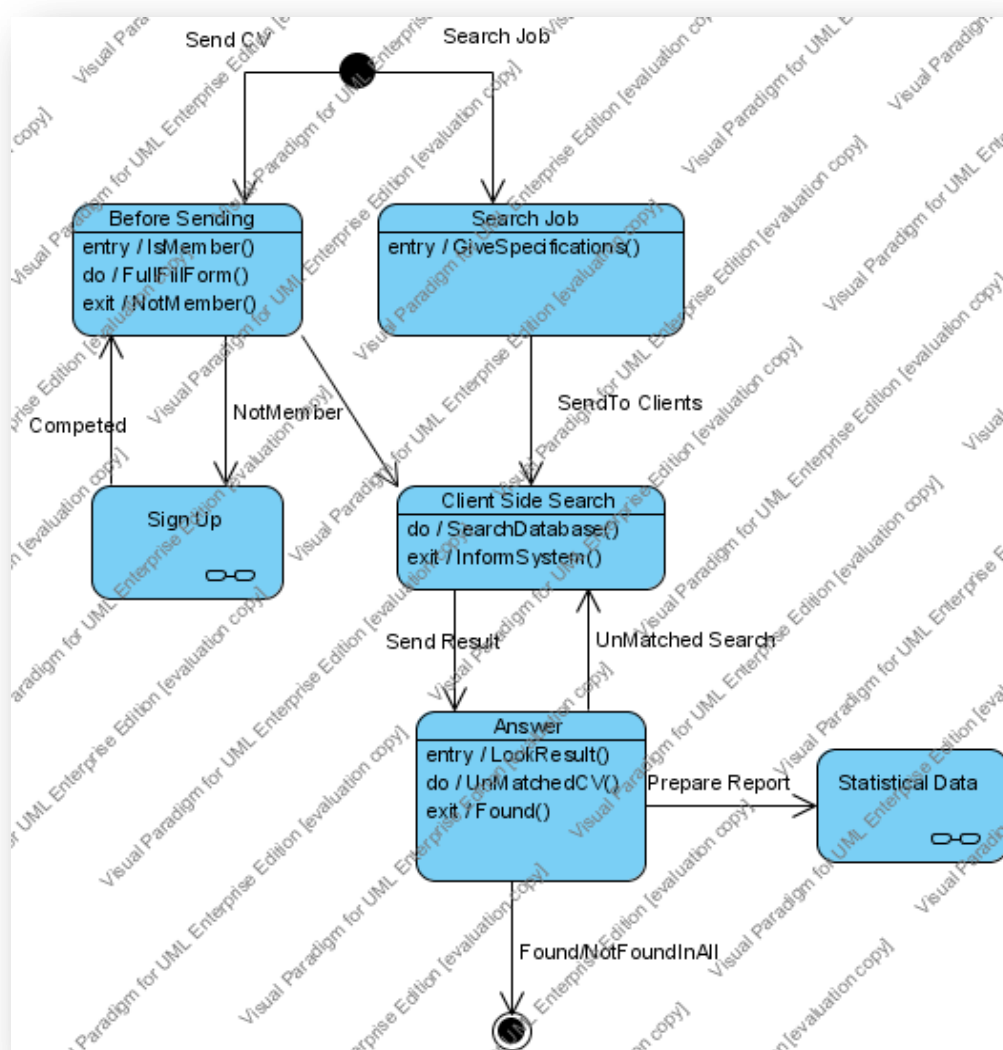 Send CV
Search Job
Before Sending
entry / IsMember()
do / FullFillForm()
exit / NotMember()
Search Job
entry / GiveSpecifications()
Competed
NotMember
SendTo Clients
Sign Up
Client Side Search
do / SearchDatabase()
exit / InformSystem()
Send Result
UnMatched Search
Answer
entry / LookResult()
do / UnMatchedCV()
exit / Found()
Prepare Report
Statistical Data
Found/NotFoundInAll
Visual Paradigm for UML Enterprise Edition [evaluation copy]